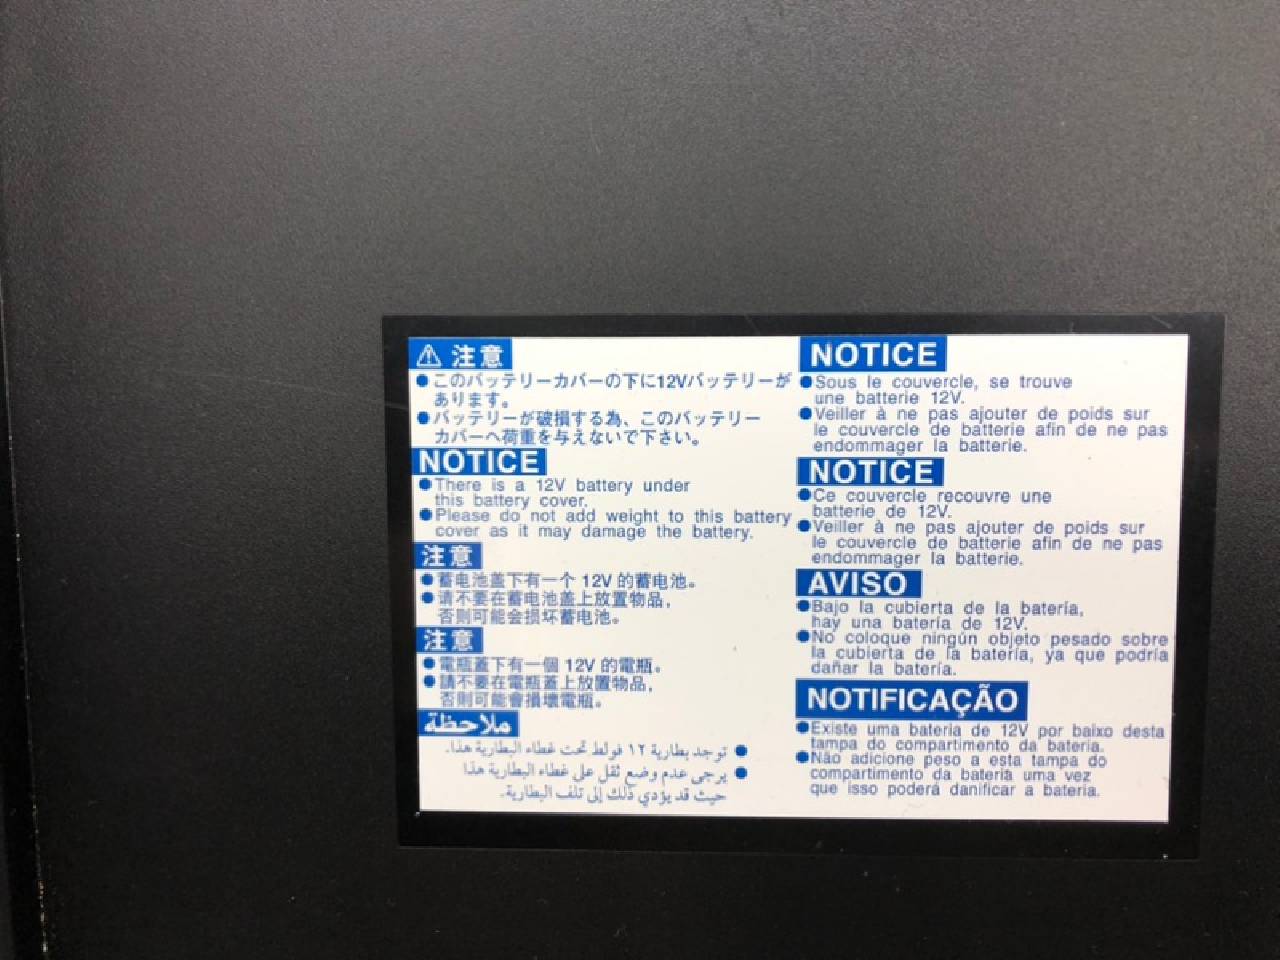 ⚠ 注意
●このバッテリーカバーの下に12Vバッテリーが
あります。
●バッテリーが破損する為、このバッテリー
カバーへ荷重を与えないで下さい。
NOTICE
●There is a 12V battery under
this battery cover.
●Please do not add weight to this battery
cover as it may damage the battery.
注意
●蓄电池盖下有一个 12V 的蓄电池。
●请不要在蓄电池盖上放置物品,
否则可能会损坏蓄电池。
注意
●電瓶蓋下有一個 12V 的電瓶。
●請不要在電瓶蓋上放置物品,
否則可能會損壞電瓶。
ملاحظة
● توجد بطارية ١٢ فولط تحت غطاء البطارية هذا.
● يرجى عدم وضع ثقل على غطاء البطارية هذا
حيث قد يؤدي ذلك إلى تلف البطارية.
NOTICE
●Sous le couvercle, se trouve
une batterie 12V.
●Veiller à ne pas ajouter de poids sur
le couvercle de batterie afin de ne pas
endommager la batterie.
NOTICE
●Ce couvercle recouvre une
batterie de 12V.
●Veiller à ne pas ajouter de poids sur
le couvercle de batterie afin de ne pas
endommager la batterie.
AVISO
●Bajo la cubierta de la batería,
hay una batería de 12V.
●No coloque ningún objeto pesado sobre
la cubierta de la batería, ya que podría
dañar la batería.
NOTIFICAÇÃO
●Existe uma bateria de 12V por baixo desta
tampa do compartimento da bateria.
●Não adicione peso a esta tampa do
compartimento da bateria uma vez
que isso poderá danificar a bateria.